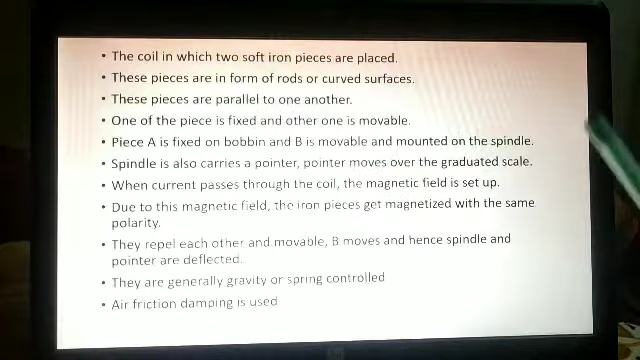 • The coil in which two soft iron pieces are placed.
• These pieces are in form of rods or curved surfaces.
• These pieces are parallel to one another.
• One of the piece is fixed and other one is movable.
• Piece A is fixed on bobbin and B is movable and mounted on the spindle.
• Spindle is also carries a pointer, pointer moves over the graduated scale.
• When current passes through the coil, the magnetic field is set up.
• Due to this magnetic field, the iron pieces get magnetized with the same
polarity.
• They repel each other and movable, B moves and hence spindle and
pointer are deflected.
• They are generally gravity or spring controlled
• Air friction damping is used